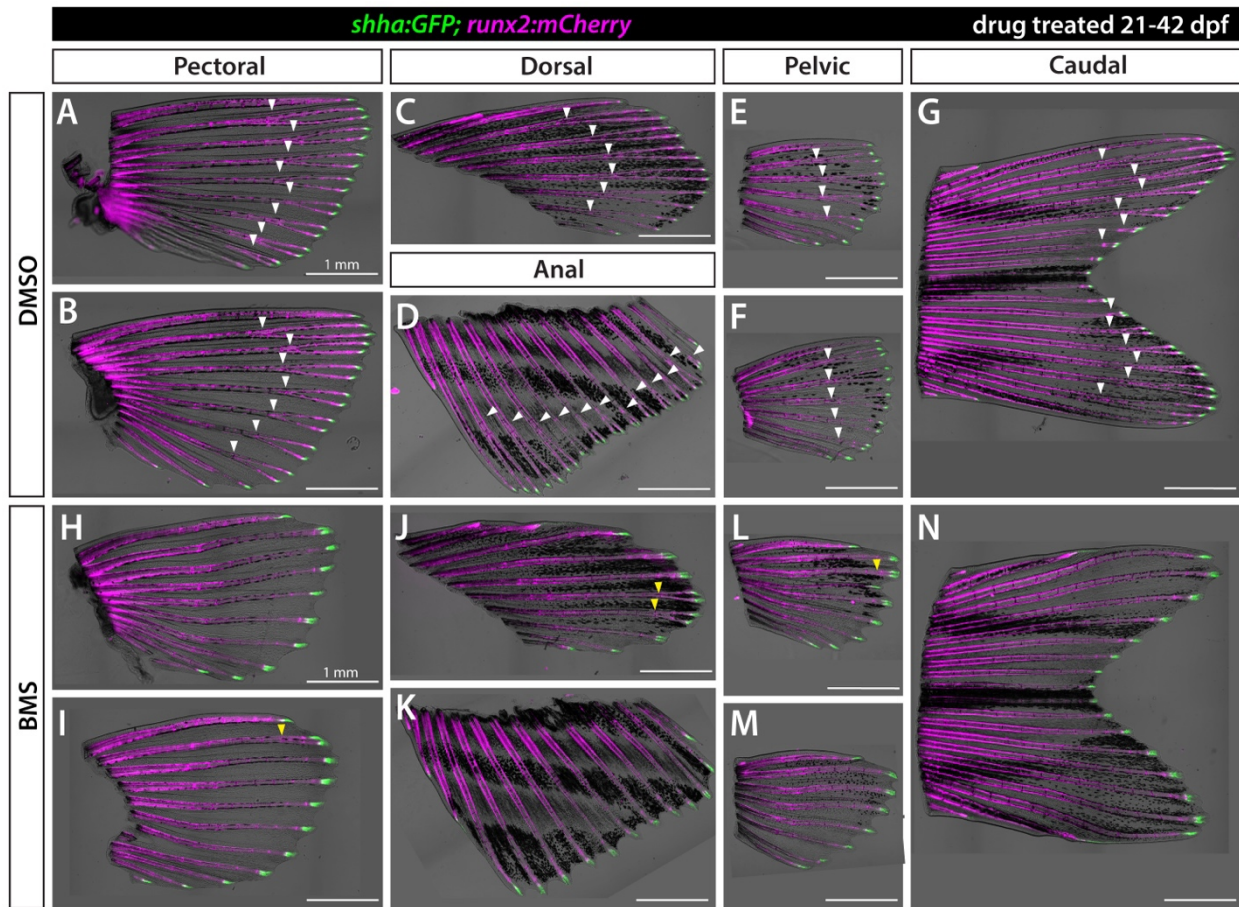 shha:GFP; runx2:mCherry drug treated 21-42 dpf
Pectoral Dorsal Pelvic Caudal
DMSO
A C E G
1 mm
Anal
B D F
BMS
H J L N
1 mm
I K M